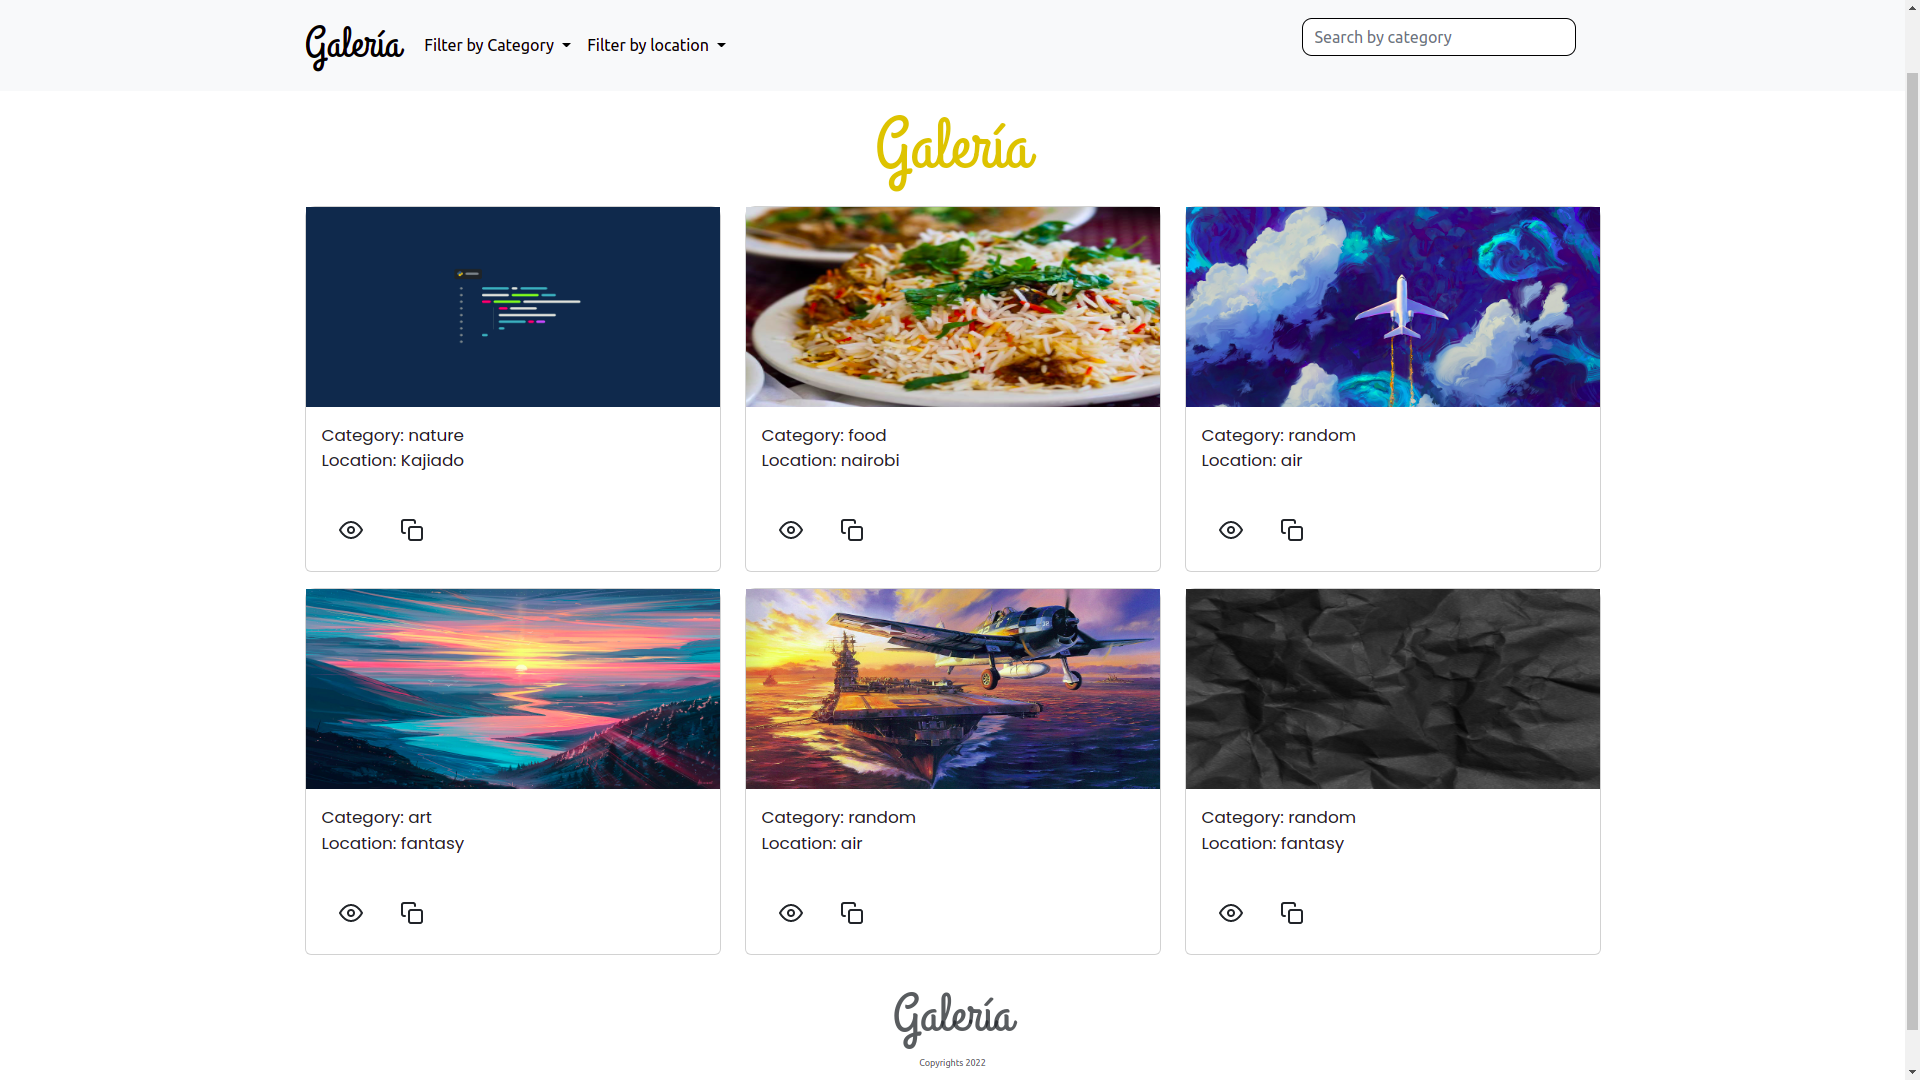 Galería
Filter by Category
Filter by location
Search by category
Galería
Category: nature
Location: Kajiado
Category: food
Location: nairobi
Category: random
Location: air
Category: art
Location: fantasy
Category: random
Location: air
Category: random
Location: fantasy
Galería
Copyrights 2022